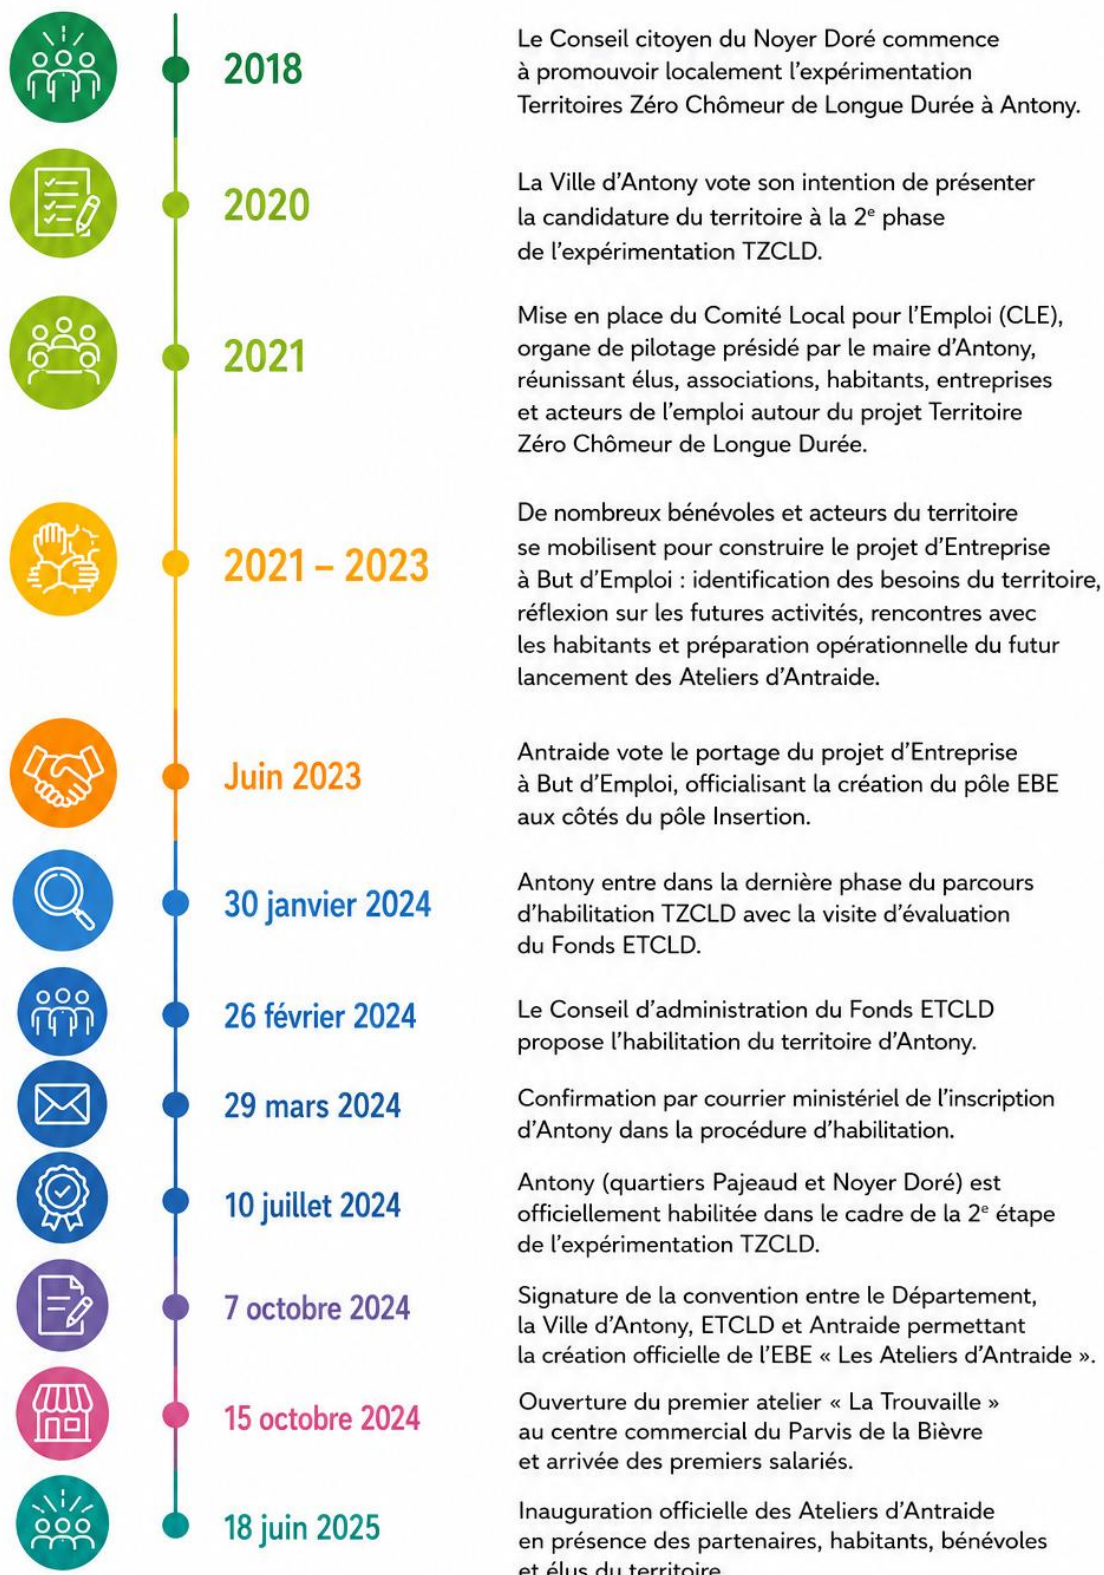 2018
Le Conseil citoyen du Noyer Doré commence
à promouvoir localement l’expérimentation
Territoires Zéro Chômeur de Longue Durée à Antony.
2020
La Ville d’Antony vote son intention de présenter
la candidature du territoire à la 2e phase
de l’expérimentation TZCLD.
2021
Mise en place du Comité Local pour l’Emploi (CLE),
organe de pilotage présidé par le maire d’Antony,
réunissant élus, associations, habitants, entreprises
et acteurs de l’emploi autour du projet Territoire
Zéro Chômeur de Longue Durée.
2021 – 2023
De nombreux bénévoles et acteurs du territoire
se mobilisent pour construire le projet d’Entreprise
à But d’Emploi : identification des besoins du territoire,
réflexion sur les futures activités, rencontres avec
les habitants et préparation opérationnelle du futur
lancement des Ateliers d’Antraide.
Juin 2023
Antraide vote le portage du projet d’Entreprise
à But d’Emploi, officialisant la création du pôle EBE
aux côtés du pôle Insertion.
30 janvier 2024
Antony entre dans la dernière phase du parcours
d’habilitation TZCLD avec la visite d’évaluation
du Fonds ETCLD.
26 février 2024
Le Conseil d’administration du Fonds ETCLD
propose l’habilitation du territoire d’Antony.
29 mars 2024
Confirmation par courrier ministériel de l’inscription
d’Antony dans la procédure d’habilitation.
10 juillet 2024
Antony (quartiers Pajeaud et Noyer Doré) est
officiellement habilitée dans le cadre de la 2e étape
de l’expérimentation TZCLD.
7 octobre 2024
Signature de la convention entre le Département,
la Ville d’Antony, ETCLD et Antraide permettant
la création officielle de l’EBE « Les Ateliers d’Antraide ».
15 octobre 2024
Ouverture du premier atelier « La Trouvaille »
au centre commercial du Parvis de la Bièvre
et arrivée des premiers salariés.
18 juin 2025
Inauguration officielle des Ateliers d’Antraide
en présence des partenaires, habitants, bénévoles
et élus du territoire